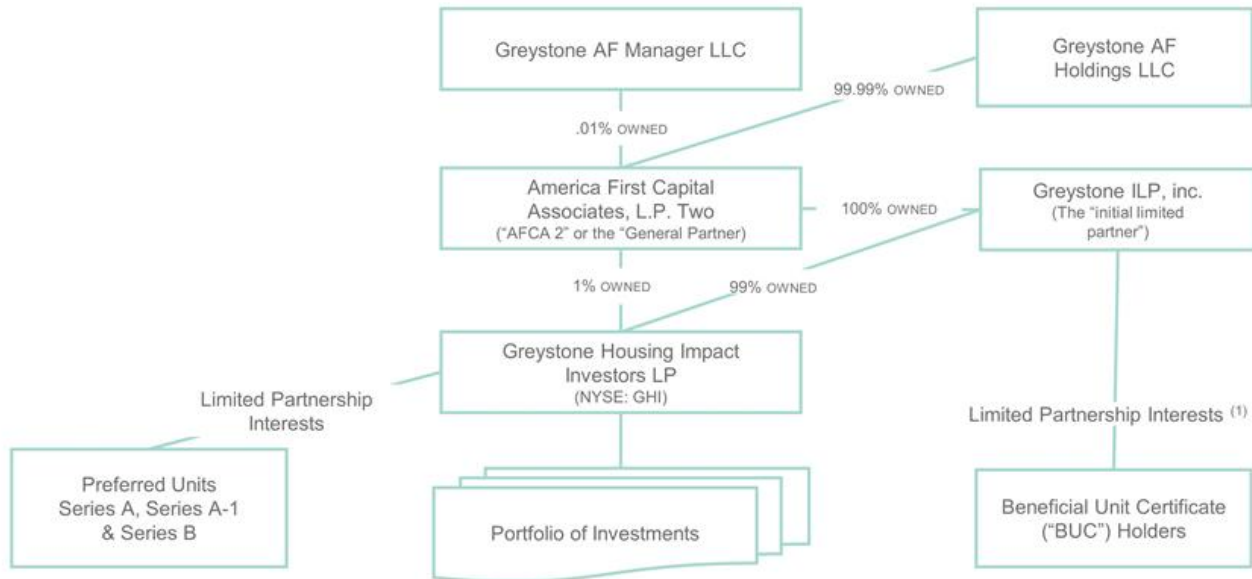 Greystone AF Manager LLC
Greystone AF
Holdings LLC
99.99% OWNED
.01% OWNED
America First Capital
Associates, L.P. Two
(“AFCA 2” or the “General Partner)
100% OWNED
Greystone ILP, inc.
(The “initial limited
partner”)
1% OWNED
99% OWNED
Greystone Housing Impact
Investors LP
(NYSE: GHI)
Limited Partnership
Interests
Limited Partnership Interests (1)
Preferred Units
Series A, Series A-1
& Series B
Portfolio of Investments
Beneficial Unit Certificate
(“BUC”) Holders